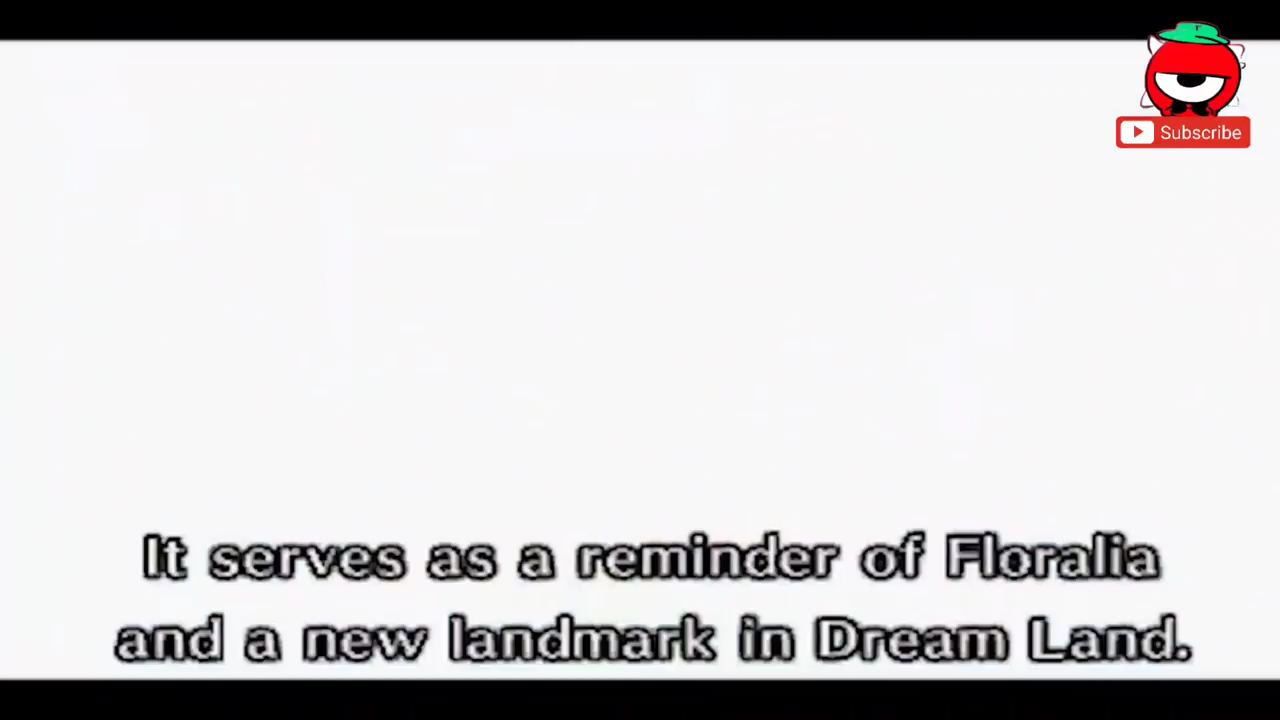 Subscribe
It serves as a reminder of Floralia
and a new landmark in Dream Land.